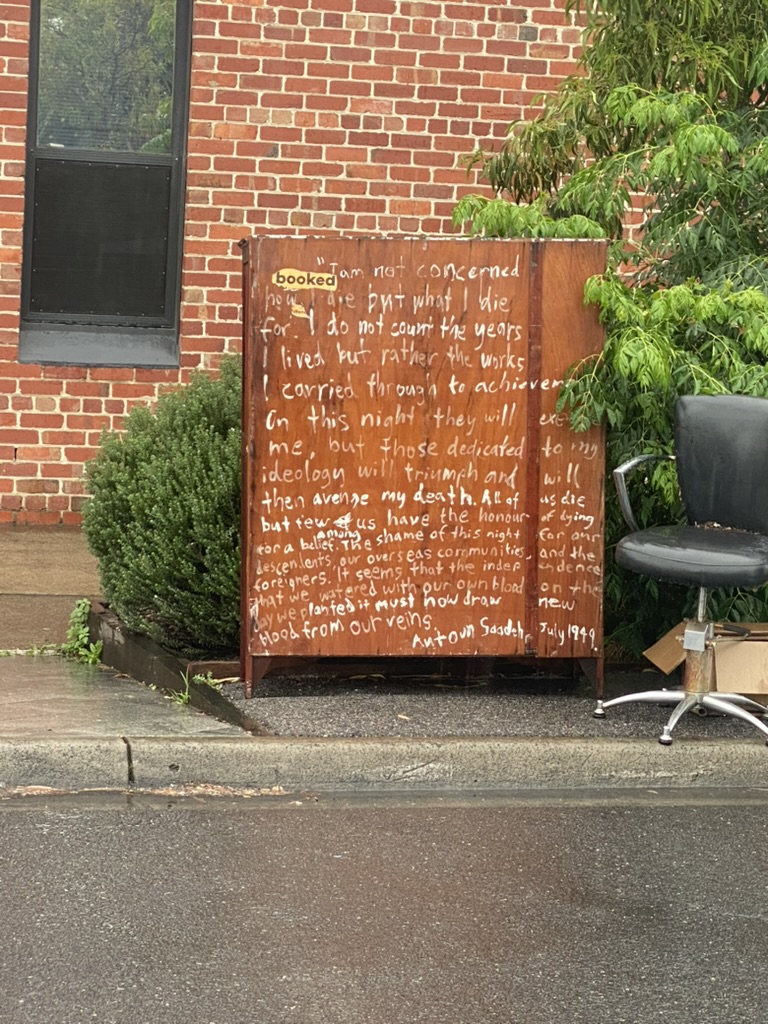 booked
"I am not concerned
how I die but what I die
for. I do not count the years
I lived but rather the works
I carried through to
On this night they will
me, but those dedicated to my
ideology will triumph and will
then avenge my death. All of us die
but few of us have the honour of dying
among
for a belief. The shame of this night for our
descendents, our overseas communities, and the
foreigners. It seems that the
that we watered with our own blood on the
day we planted it must now draw new
blood from our veins.
Antoun Saadeh, July 1949.